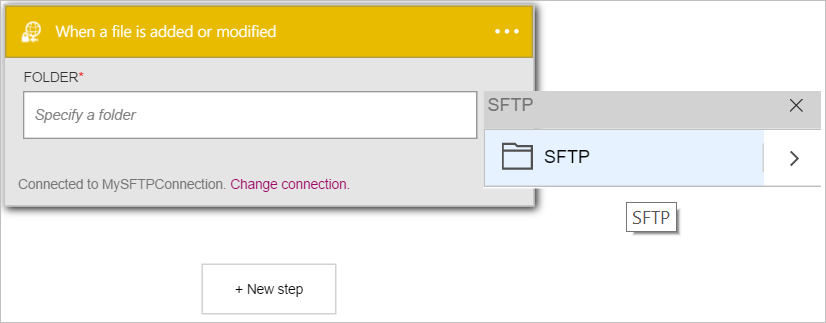 When a file is added or modified
FOLDER*
Specify a folder
SFTP
SFTP
Connected to MySFTPConnection. Change connection.
SFTP
+ New step